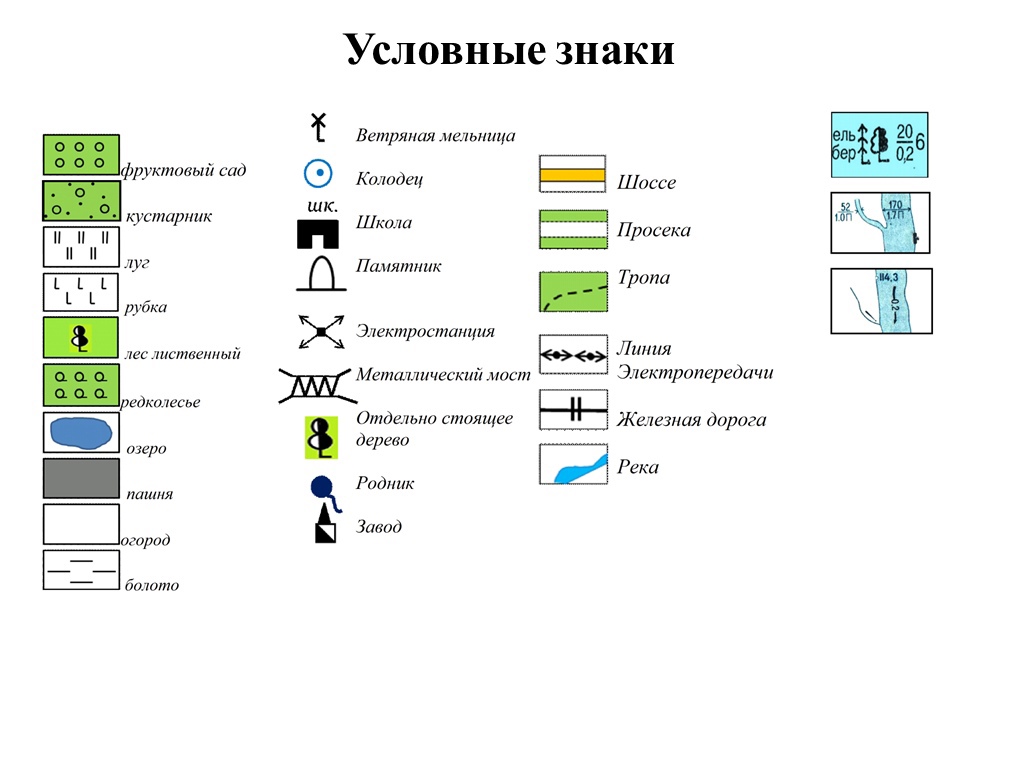 Условные знаки
фруктовый сад
кустарник
луг
рубка
лес лиственный
редколесье
озеро
пашня
огород
болото
Ветряная мельница
Колодец
шк.
Школа
Памятник
Электростанция
Металлический мост
Отдельно стоящее
дерево
Родник
Завод
Шоссе
Просека
Тропа
Линия
Электропередачи
Железная дорога
Река
ель
бер
20
0,2
6
52
1.0П
170
1.7П
114,3
0,2